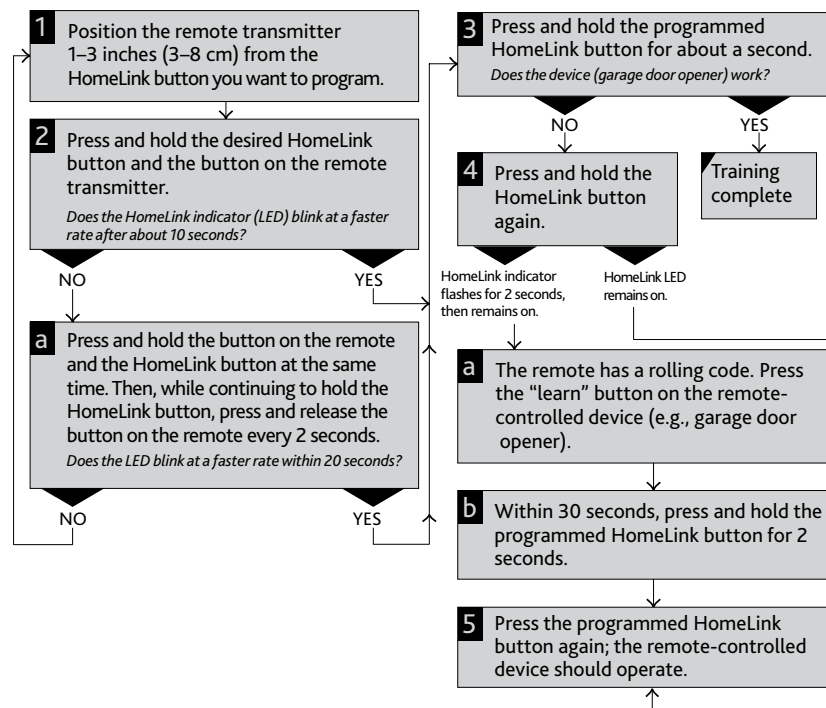 1
Position the remote transmitter
1–3 inches (3–8 cm) from the
HomeLink button you want to program.
2
Press and hold the desired HomeLink
button and the button on the remote
transmitter.
Does the HomeLink indicator (LED) blink at a faster
rate after about 10 seconds?
NO
YES
a
Press and hold the button on the remote
and the HomeLink button at the same
time. Then, while continuing to hold the
HomeLink button, press and release the
button on the remote every 2 seconds.
Does the LED blink at a faster rate within 20 seconds?
NO
YES
3
Press and hold the programmed
HomeLink button for about a second.
Does the device (garage door opener) work?
NO
YES
4
Press and hold the
HomeLink button
again.
Training
complete
HomeLink indicator
flashes for 2 seconds,
then remains on.
HomeLink LED
remains on.
a
The remote has a rolling code. Press
the “learn” button on the remote-
controlled device (e.g., garage door
opener).
b
Within 30 seconds, press and hold the
programmed HomeLink button for 2
seconds.
5
Press the programmed HomeLink
button again; the remote-controlled
device should operate.